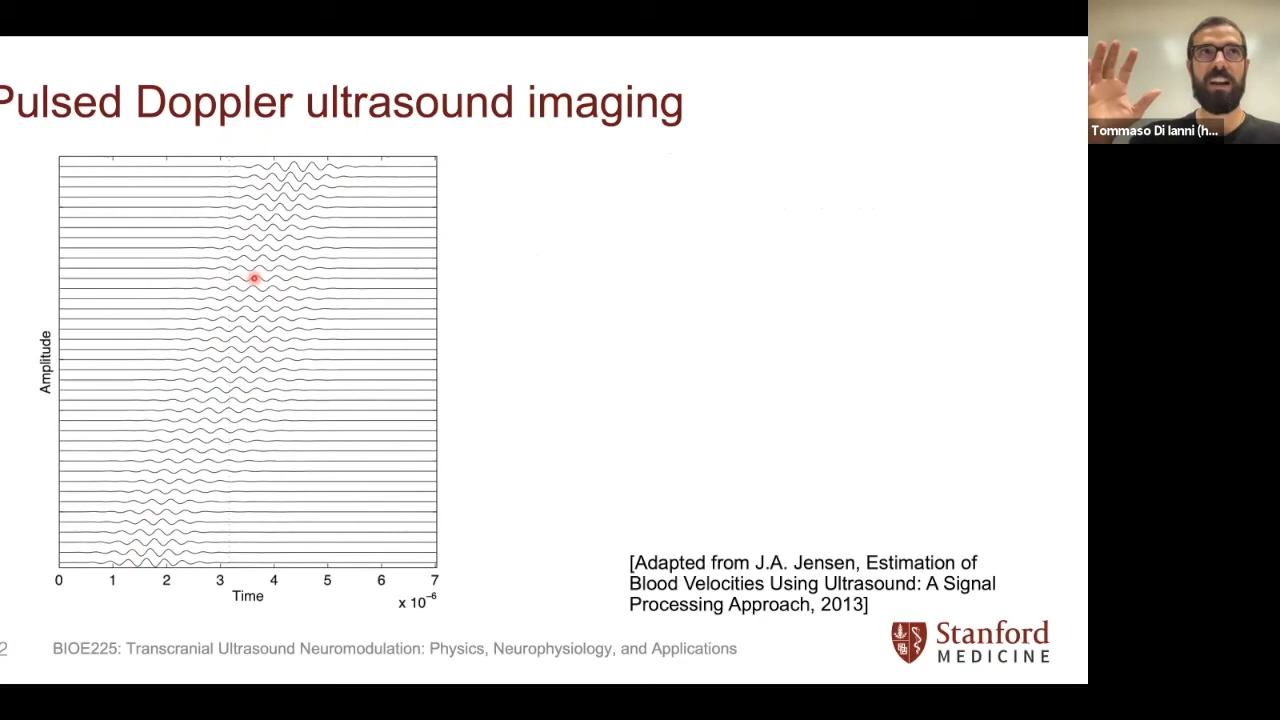 Pulsed Doppler ultrasound imaging
Tommaso Di Ianni (h...
Amplitude
0 1 2 3 4 5 6 7
Time
x 10⁻⁶
[Adapted from J.A. Jensen, Estimation of
Blood Velocities Using Ultrasound: A Signal
Processing Approach, 2013]
2
BIOE225: Transcranial Ultrasound Neuromodulation: Physics, Neurophysiology, and Applications
Stanford
MEDICINE